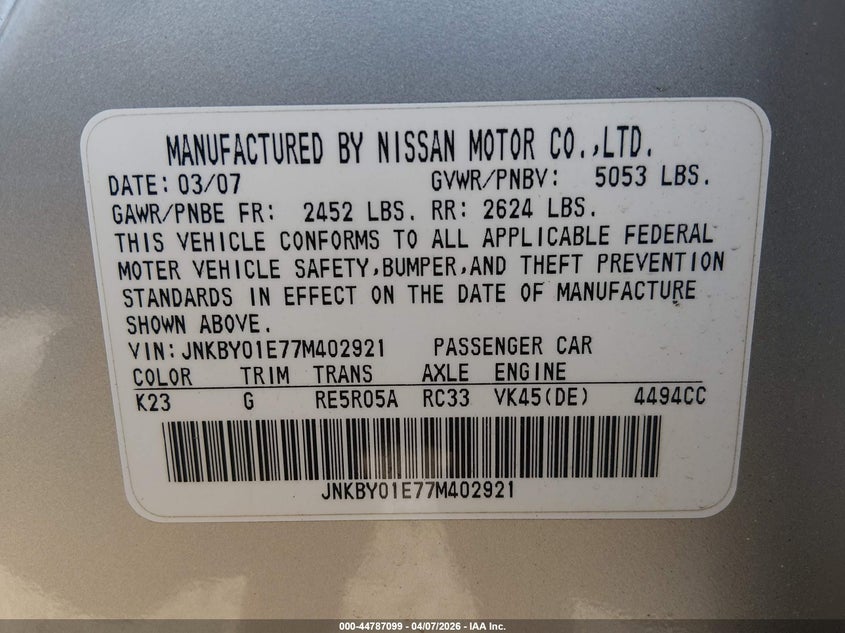 MANUFACTURED BY NISSAN MOTOR CO.,LTD.
DATE: 03/07 GVWR/PNBV: 5053 LBS.
GAWR/PNBE FR: 2452 LBS. RR: 2624 LBS.
THIS VEHICLE CONFORMS TO ALL APPLICABLE FEDERAL
MOTER VEHICLE SAFETY,BUMPER,AND THEFT PREVENTION
STANDARDS IN EFFECT ON THE DATE OF MANUFACTURE
SHOWN ABOVE.
VIN: JNKBY01E77M402921 PASSENGER CAR
COLOR TRIM TRANS AXLE ENGINE
K23 G RE5R05A RC33 VK45(DE) 4494CC
JNKBY01E77M402921
000-44787099 - 04/07/2026 - IAA Inc.